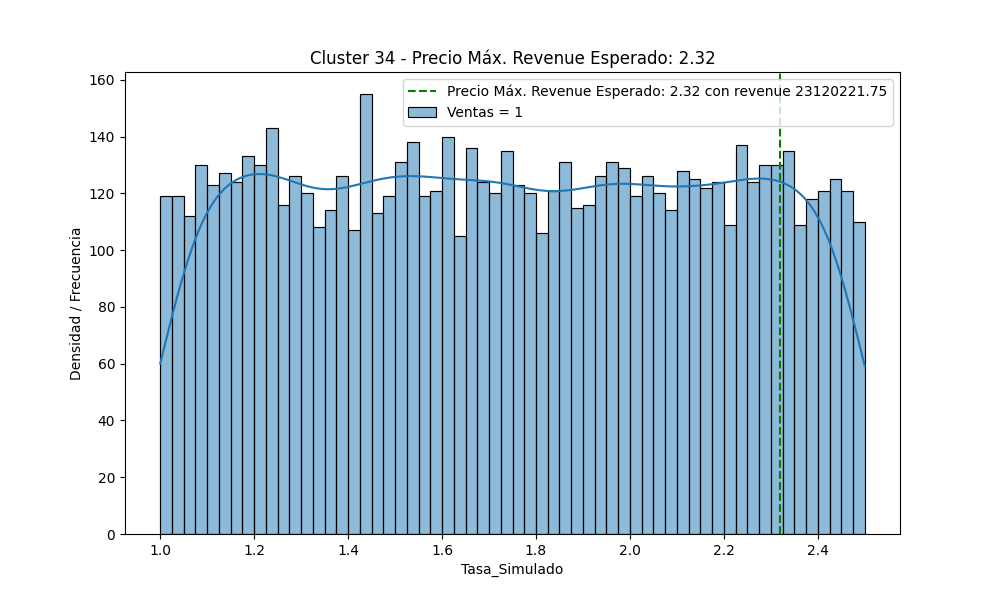 Cluster 34 - Precio Máx. Revenue Esperado: 2.32
Precio Máx. Revenue Esperado: 2.32 con revenue 23120221.75
Ventas = 1
160
140
120
100
80
60
40
20
0
Densidad / Frecuencia
1.0 1.2 1.4 1.6 1.8 2.0 2.2 2.4
Tasa_Simulado